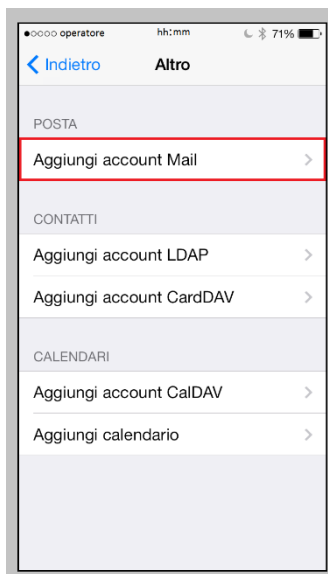 ●○○○○ operatore hh:mm 71%
Indietro Altro
POSTA
Aggiungi account Mail
CONTATTI
Aggiungi account LDAP
Aggiungi account CardDAV
CALENDARI
Aggiungi account CalDAV
Aggiungi calendario